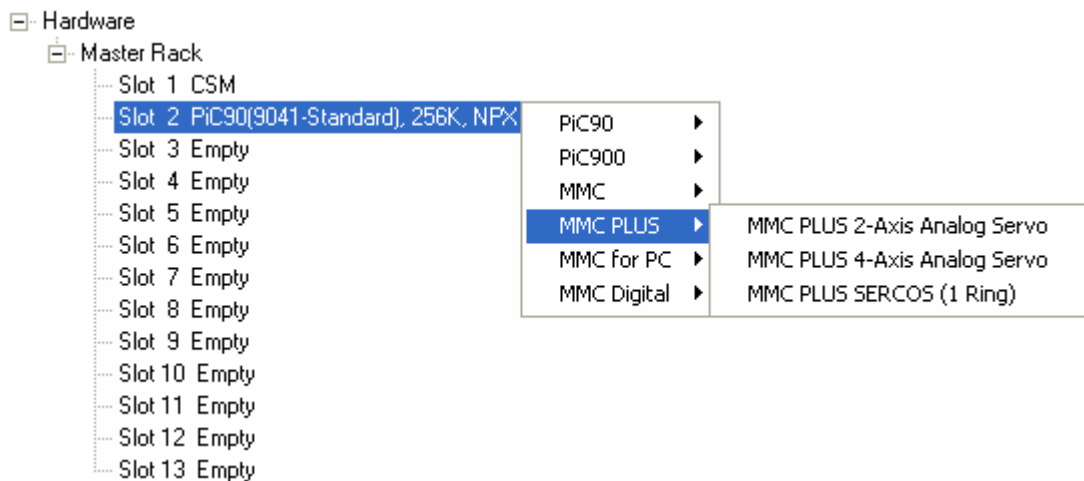 Hardware
Master Rack
Slot 1 CSM
Slot 2 PiC90(9041-Standard), 256K, NPX
Slot 3 Empty
Slot 4 Empty
Slot 5 Empty
Slot 6 Empty
Slot 7 Empty
Slot 8 Empty
Slot 9 Empty
Slot 10 Empty
Slot 11 Empty
Slot 12 Empty
Slot 13 Empty
PiC90
PiC900
MMC
MMC PLUS
MMC for PC
MMC Digital
MMC PLUS 2-Axis Analog Servo
MMC PLUS 4-Axis Analog Servo
MMC PLUS SERCOS (1 Ring)